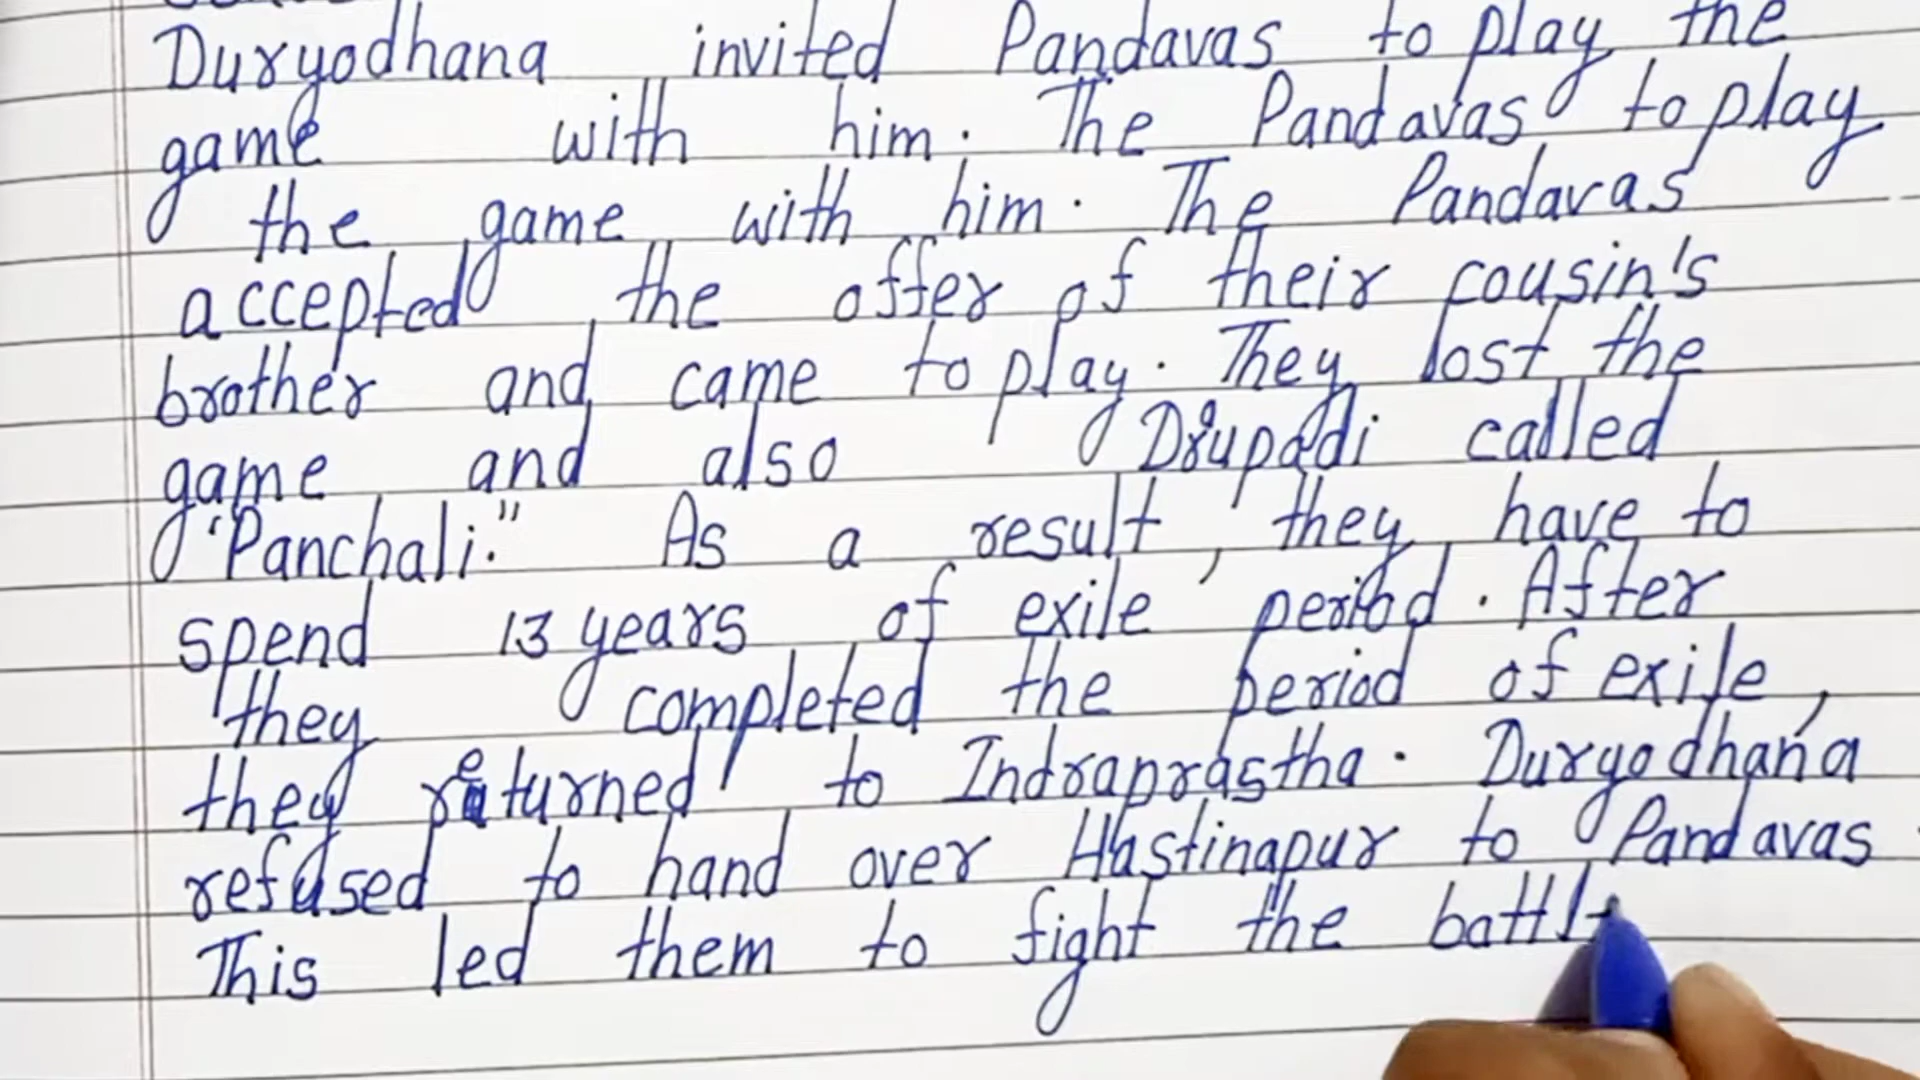 Duryodhana invited Pandavas to play the
game with him. The Pandavas to play
the game with him. The Pandavas
accepted the offer of their cousin's
brother and came to play. They lost the
game and also Drupadi called
"Panchali." As a result, they have to
spend 13 years of exile period. After
they completed the period of exile,
they returned to Indraprastha. Duryodhana
refused to hand over Hastinapur to Pandavas.
This led them to fight the battl